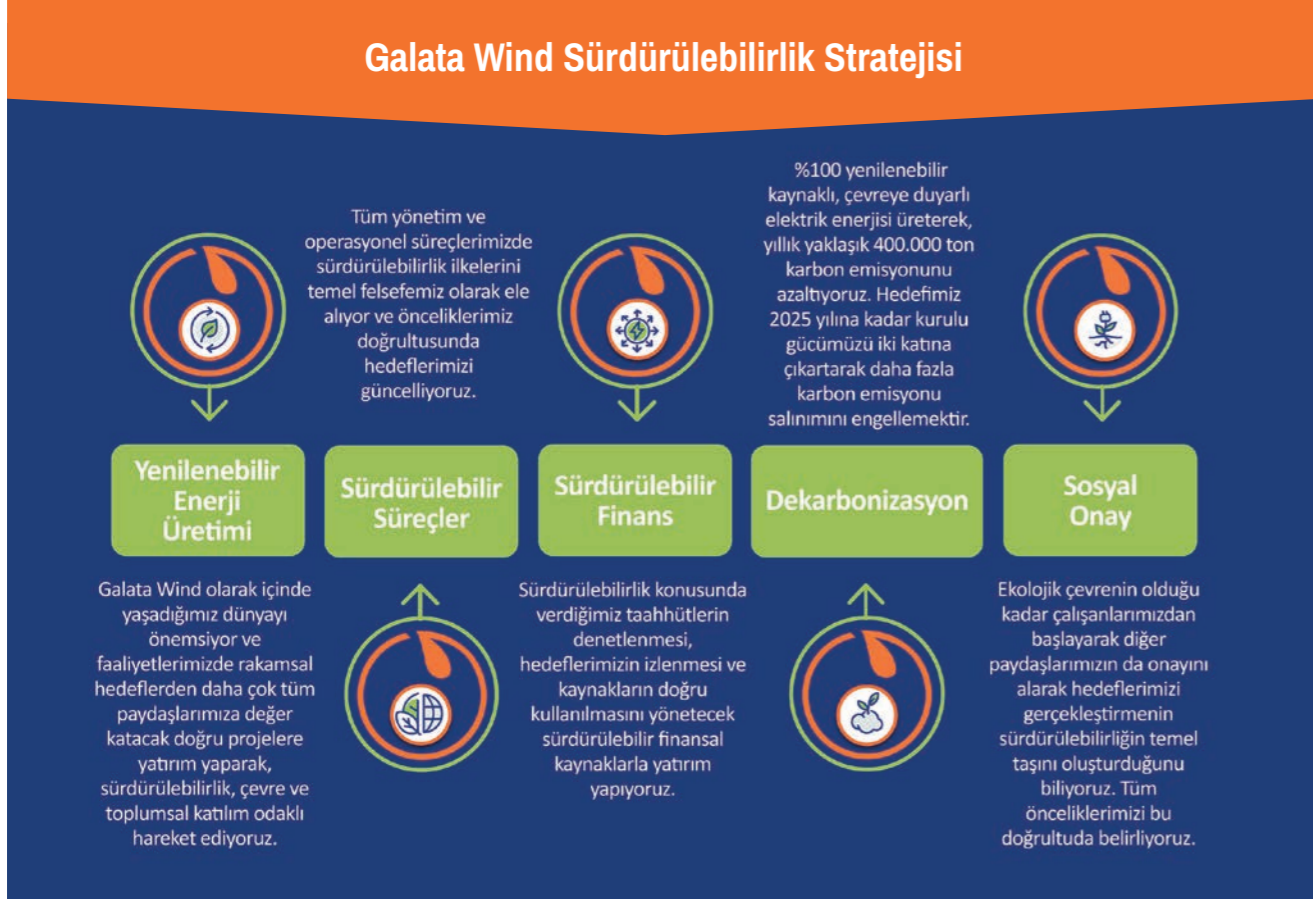 Galata Wind Sürdürülebilirlik Stratejisi
Yenilenebilir
Enerji
Üretimi
Galata Wind olarak içinde
yaşadığımız dünyayı
önemsiyor ve
faaliyetlerimizde rakamsal
hedeflerden daha çok tüm
paydaşlarımıza değer
katacak doğru projelere
yatırım yaparak,
sürdürülebilirlik, çevre ve
toplumsal katılım odaklı
hareket ediyoruz.
Tüm yönetim ve
operasyonel süreçlerimizde
sürdürülebilirlik ilkelerini
temel felsefemiz olarak ele
alıyor ve önceliklerimiz
doğrultusunda
hedeflerimizi
güncelliyoruz.
Sürdürülebilir
Süreçler
Sürdürülebilir
Finans
Sürdürülebilirlik konusunda
verdiğimiz taahhütlerin
denetlenmesi,
hedeflerimizin izlenmesi ve
kaynakların doğru
kullanılmasını yönetecek
sürdürülebilir finansal
kaynaklarla yatırım
yapıyoruz.
%100 yenilenebilir
kaynaklı, çevreye duyarlı
elektrik enerjisi üreterek,
yıllık yaklaşık 400.000 ton
karbon emisyonunu
azaltıyoruz. Hedefimiz
2025 yılına kadar kurulu
gücümüzü iki katına
çıkartarak daha fazla
karbon emisyonu
salınımını engellemektir.
Dekarbonizasyon
Sosyal
Onay
Ekolojik çevrenin olduğu
kadar çalışanlarımızdan
başlayarak diğer
paydaşlarımızın da onayını
alarak hedeflerimizi
gerçekleştirmenin
sürdürülebilirliğin temel
taşını oluşturduğunu
biliyoruz. Tüm
önceliklerimizi bu
doğrultuda belirliyoruz.